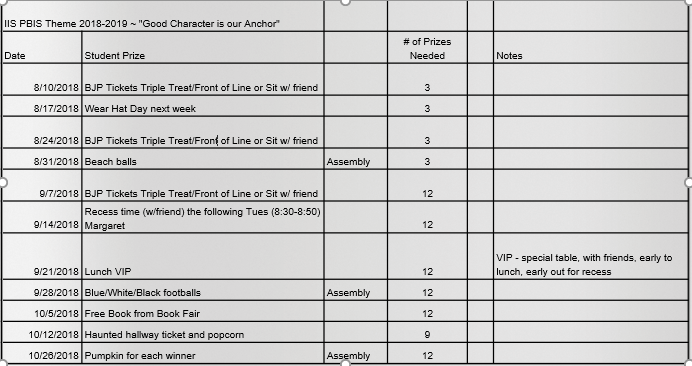 IIS PBIS Theme 2018-2019 ~ "Good Character is our Anchor"
Date Student Prize # of Prizes Needed Notes
8/10/2018 BJP Tickets Triple Treat/Front of Line or Sit w/ friend 3
8/17/2018 Wear Hat Day next week 3
8/24/2018 BJP Tickets Triple Treat/Front of Line or Sit w/ friend 3
8/31/2018 Beach balls Assembly 3
9/7/2018 BJP Tickets Triple Treat/Front of Line or Sit w/ friend 12
Recess time (w/friend) the following Tues (8:30-8:50)
9/14/2018 Margaret 12
VIP - special table, with friends, early to
9/21/2018 Lunch VIP 12 lunch, early out for recess
9/28/2018 Blue/White/Black footballs Assembly 12
10/5/2018 Free Book from Book Fair 12
10/12/2018 Haunted hallway ticket and popcorn 9
10/26/2018 Pumpkin for each winner Assembly 12